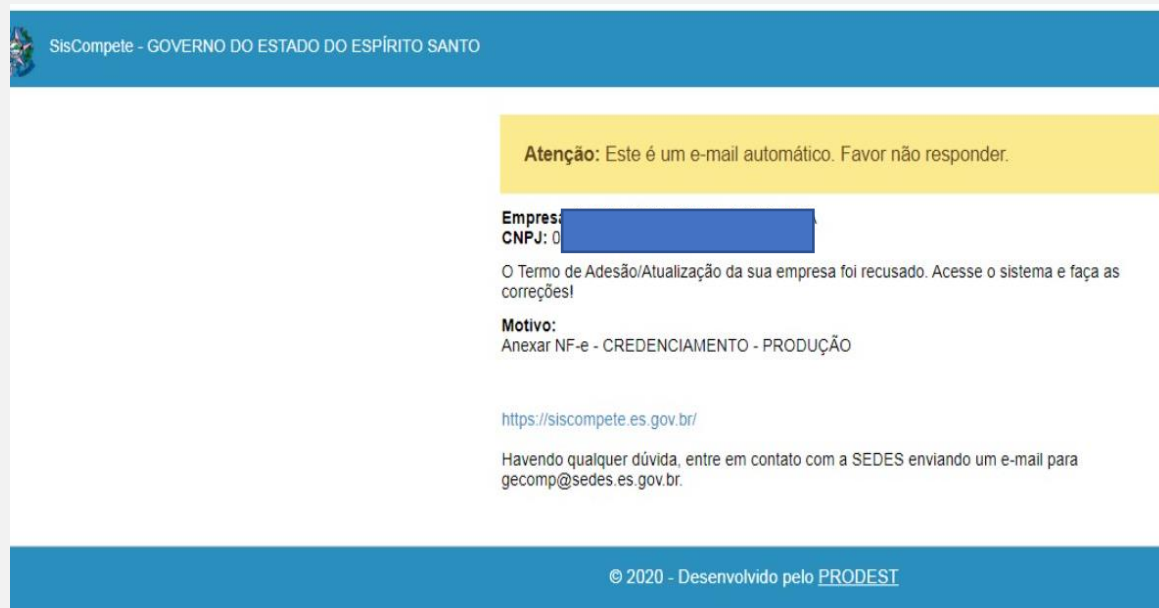 SisCompete - GOVERNO DO ESTADO DO ESPÍRITO SANTO
Atenção: Este é um e-mail automático. Favor não responder.
CNPJ: 0
O Termo de Adesão/Atualização da sua empresa foi recusado. Acesse o sistema e faça as
correções!
Motivo:
Anexar NF-e - CREDENCIAMENTO - PRODUÇÃO
https://siscompete.es.gov.br/
Havendo qualquer dúvida, entre em contato com a SEDES enviando um e-mail para
gecomp@sedes.es.gov.br.
© 2020 - Desenvolvido pelo PRODEST